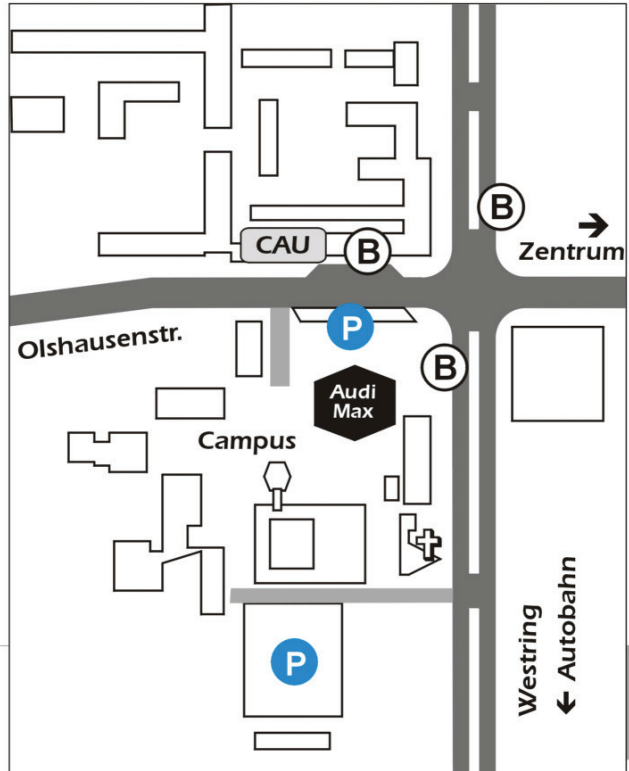 B
→
Zentrum
CAU
B
P
Olshausenstr.
B
Audi
Max
Campus
P
Westring
← Autobahn